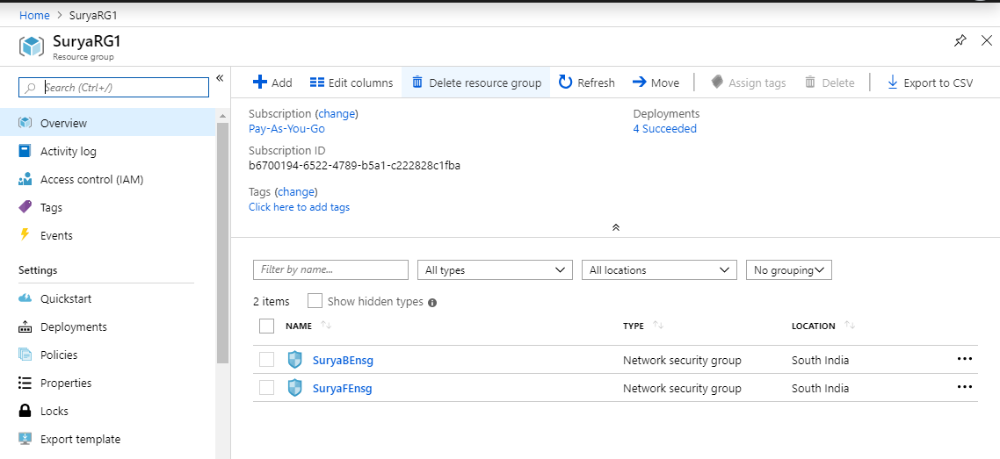 Home > SuryaRG1
SuryaRG1
Resource group
Search (Ctrl+/)
Overview
Activity log
Access control (IAM)
Tags
Events
Settings
Quickstart
Deployments
Policies
Properties
Locks
Export template
Add Edit columns Delete resource group Refresh Move Assign tags Delete Export to CSV
Subscription (change)
Pay-As-You-Go
Subscription ID
b6700194-6522-4789-b5a1-c222828c1fba
Tags (change)
Click here to add tags
Deployments
4 Succeeded
Filter by name... All types All locations No grouping
2 items Show hidden types
NAME TYPE LOCATION
SuryaBEnsg Network security group South India
SuryaFEnsg Network security group South India